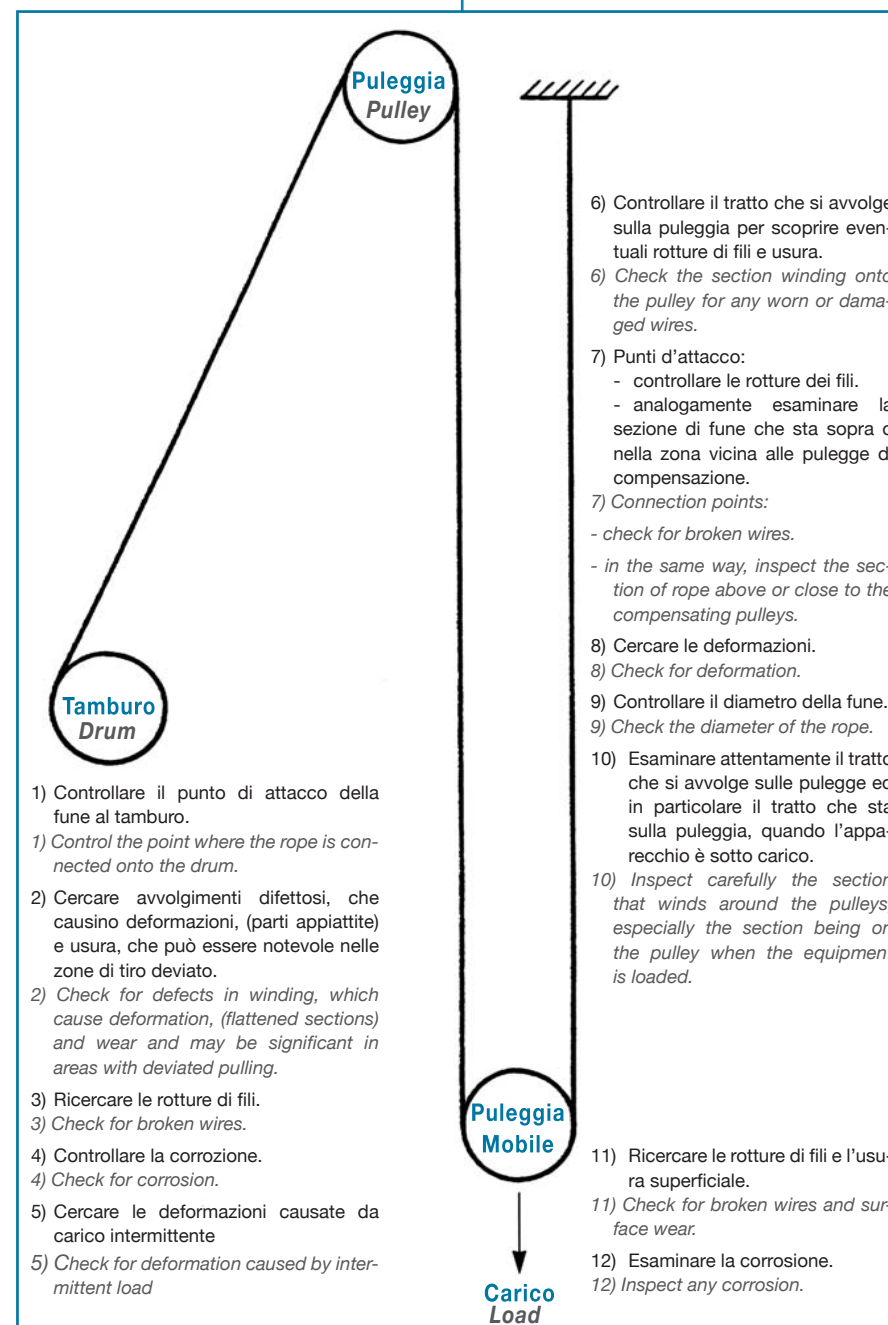 Puleggia
Pulley
Tamburo
Drum
1) Controllare il punto di attacco della
fune al tamburo.
1) Control the point where the rope is con-
nected onto the drum.
2) Cercare avvolgimenti difettosi, che
causino deformazioni, (parti appiattite)
e usura, che può essere notevole nelle
zone di tiro deviato.
2) Check for defects in winding, which
cause deformation, (flattened sections)
and wear and may be significant in
areas with deviated pulling.
3) Ricercare le rotture di fili.
3) Check for broken wires.
4) Controllare la corrozione.
4) Check for corrosion.
5) Cercare le deformazioni causate da
carico intermittente
5) Check for deformation caused by inter-
mittent load
6) Controllare il tratto che si avvolge
sulla puleggia per scoprire even-
tuali rotture di fili e usura.
6) Check the section winding onto
the pulley for any worn or dama-
ged wires.
7) Punti d'attacco:
- controllare le rotture dei fili.
- analogamente esaminare la
sezione di fune che sta sopra o
nella zona vicina alle pulegge d
compensazione.
7) Connection points:
- check for broken wires.
- in the same way, inspect the sec-
tion of rope above or close to the
compensating pulleys.
8) Cercare le deformazioni.
8) Check for deformation.
9) Controllare il diametro della fune.
9) Check the diameter of the rope.
10) Esaminare attentamente il tratto
che si avvolge sulle pulegge ed
in particolare il tratto che sta
sulla puleggia, quando l'appa-
recchio è sotto carico.
10) Inspect carefully the section
that winds around the pulleys
especially the section being on
the pulley when the equipmen
is loaded.
Puleggia
Mobile
11) Ricercare le rotture di fili e l'usu-
ra superficiale.
11) Check for broken wires and sur-
face wear.
12) Esaminare la corrosione.
12) Inspect any corrosion.
Carico
Load